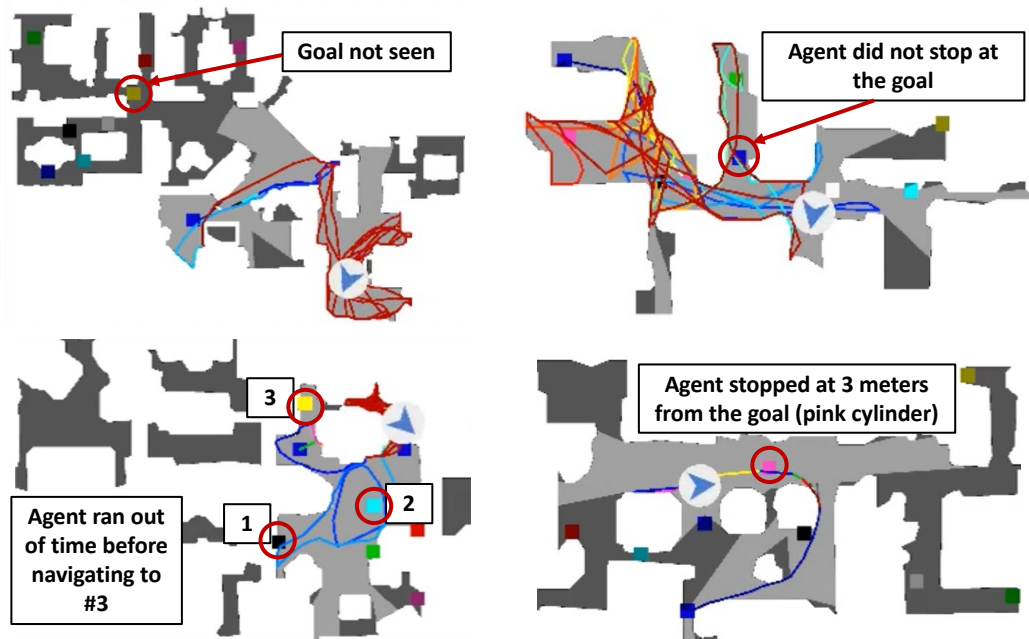 Goal not seen
Agent did not stop at
the goal
3
2
1
Agent ran out
of time before
navigating to
#3
Agent stopped at 3 meters
from the goal (pink cylinder)